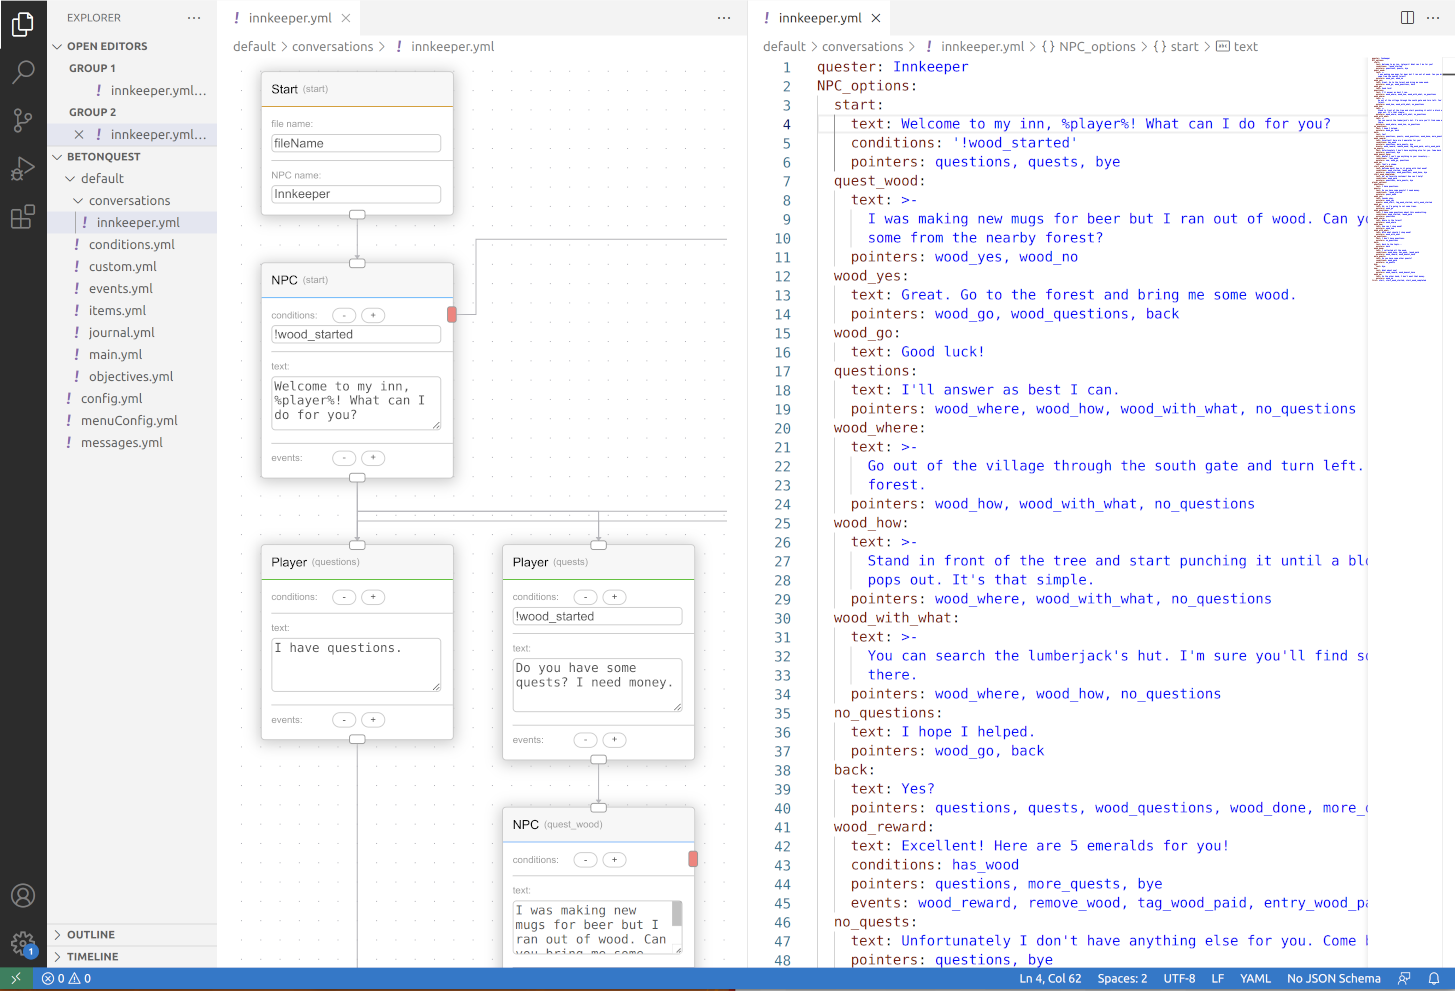 EXPLORER
OPEN EDITORS
GROUP 1
innkeeper.yml...
GROUP 2
innkeeper.yml...
BETONQUEST
default
conversations
innkeeper.yml
conditions.yml
custom.yml
events.yml
items.yml
journal.yml
main.yml
objectives.yml
config.yml
menuConfig.yml
messages.yml
OUTLINE
TIMELINE
1
innkeeper.yml
default > conversations > ! innkeeper.yml
Start (start)
file name:
fileName
NPC name:
Innkeeper
NPC (start)
conditions: - +
!wood_started
text:
Welcome to my inn,
%player%! What can I
do for you?
events: - +
Player (questions)
conditions: - +
text:
I have questions.
events: - +
Player (quests)
conditions: - +
!wood_started
text:
Do you have some
quests? I need money.
events: - +
NPC (quest_wood)
conditions: - +
text:
I was making new
mugs for beer but I
ran out of wood. Can
you bring me some
innkeeper.yml
default > conversations > ! innkeeper.yml > {} NPC_options > {} start > abc text
1 quester: Innkeeper
2 NPC_options:
3 start:
4 text: Welcome to my inn, %player%! What can I do for you?
5 conditions: '!wood_started'
6 pointers: questions, quests, bye
7 quest_wood:
8 text: >-
9 I was making new mugs for beer but I ran out of wood. Can yo
10 some from the nearby forest?
11 pointers: wood_yes, wood_no
12 wood_yes:
13 text: Great. Go to the forest and bring me some wood.
14 pointers: wood_go, wood_questions, back
15 wood_go:
16 text: Good luck!
17 questions:
18 text: I'll answer as best I can.
19 pointers: wood_where, wood_how, wood_with_what, no_questions
20 wood_where:
21 text: >-
22 Go out of the village through the south gate and turn left.
23 forest.
24 pointers: wood_how, wood_with_what, no_questions
25 wood_how:
26 text: >-
27 Stand in front of the tree and start punching it until a blo
28 pops out. It's that simple.
29 pointers: wood_where, wood_with_what, no_questions
30 wood_with_what:
31 text: >-
32 You can search the lumberjack's hut. I'm sure you'll find so
33 there.
34 pointers: wood_where, wood_how, no_questions
35 no_questions:
36 text: I hope I helped.
37 pointers: wood_go, back
38 back:
39 text: Yes?
40 pointers: questions, quests, wood_questions, wood_done, more_q
41 wood_reward:
42 text: Excellent! Here are 5 emeralds for you!
43 conditions: has_wood
44 pointers: questions, more_quests, bye
45 events: wood_reward, remove_wood, tag_wood_paid, entry_wood_pa
46 no_quests:
47 text: Unfortunately I don't have anything else for you. Come b
48 pointers: questions, bye
0 0
Ln 4, Col 62 Spaces: 2 UTF-8 LF YAML No JSON Schema